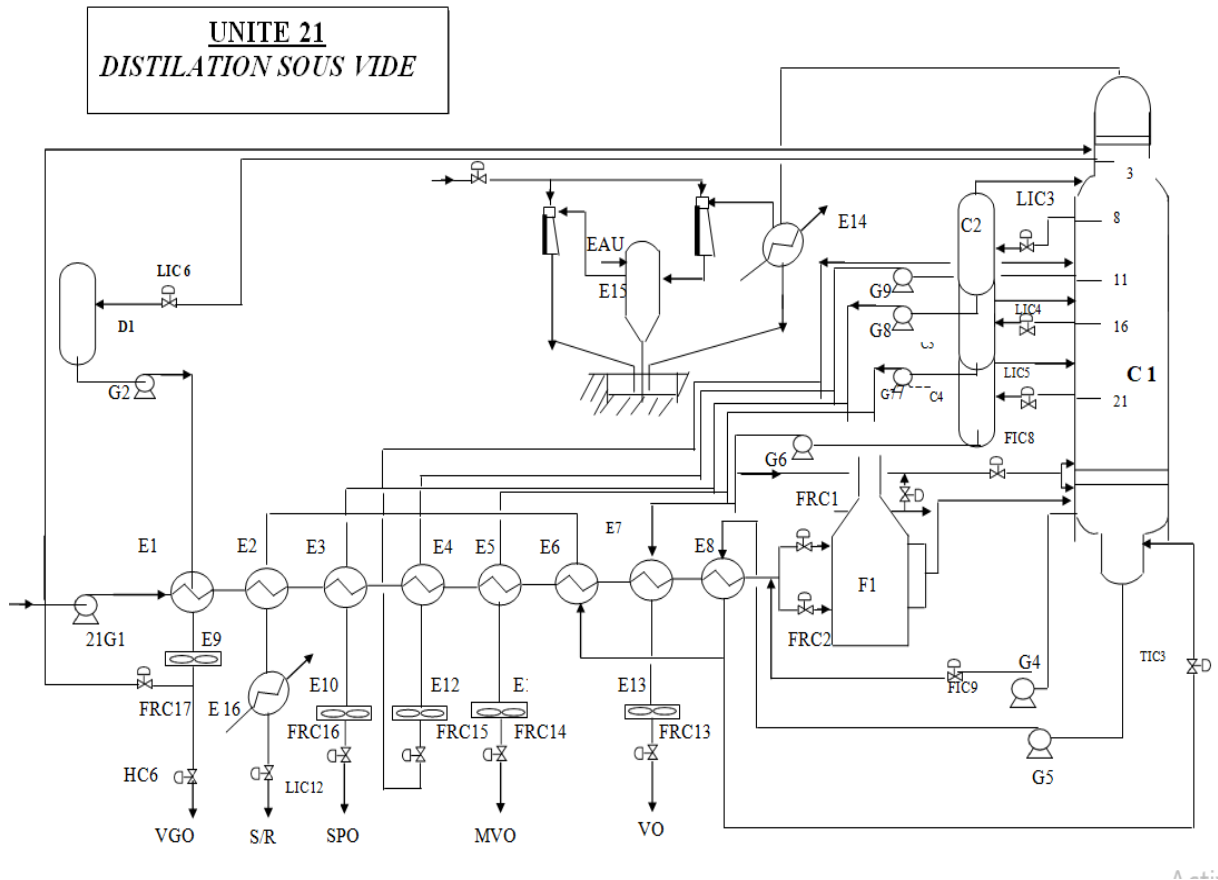 UNITE 21
DISTILATION SOUS VIDE
3
LIC3
8
C2
E14
EAU
LIC 6
E15
11
G9
D1
LIC4
G8
16
C 1
LIC5
G2
C4
21
FIC8
G6
FRC1
E7
E1
E2
E3
E4
E5
E6
E8
F1
21G1
E9
FRC2
TIC3
G4
E10
E12
E13
FIC9
E 16
FRC17
FRC16
FRC15
FRC14
FRC13
G5
HC6
LIC12
VGO
S/R
SPO
MVO
VO